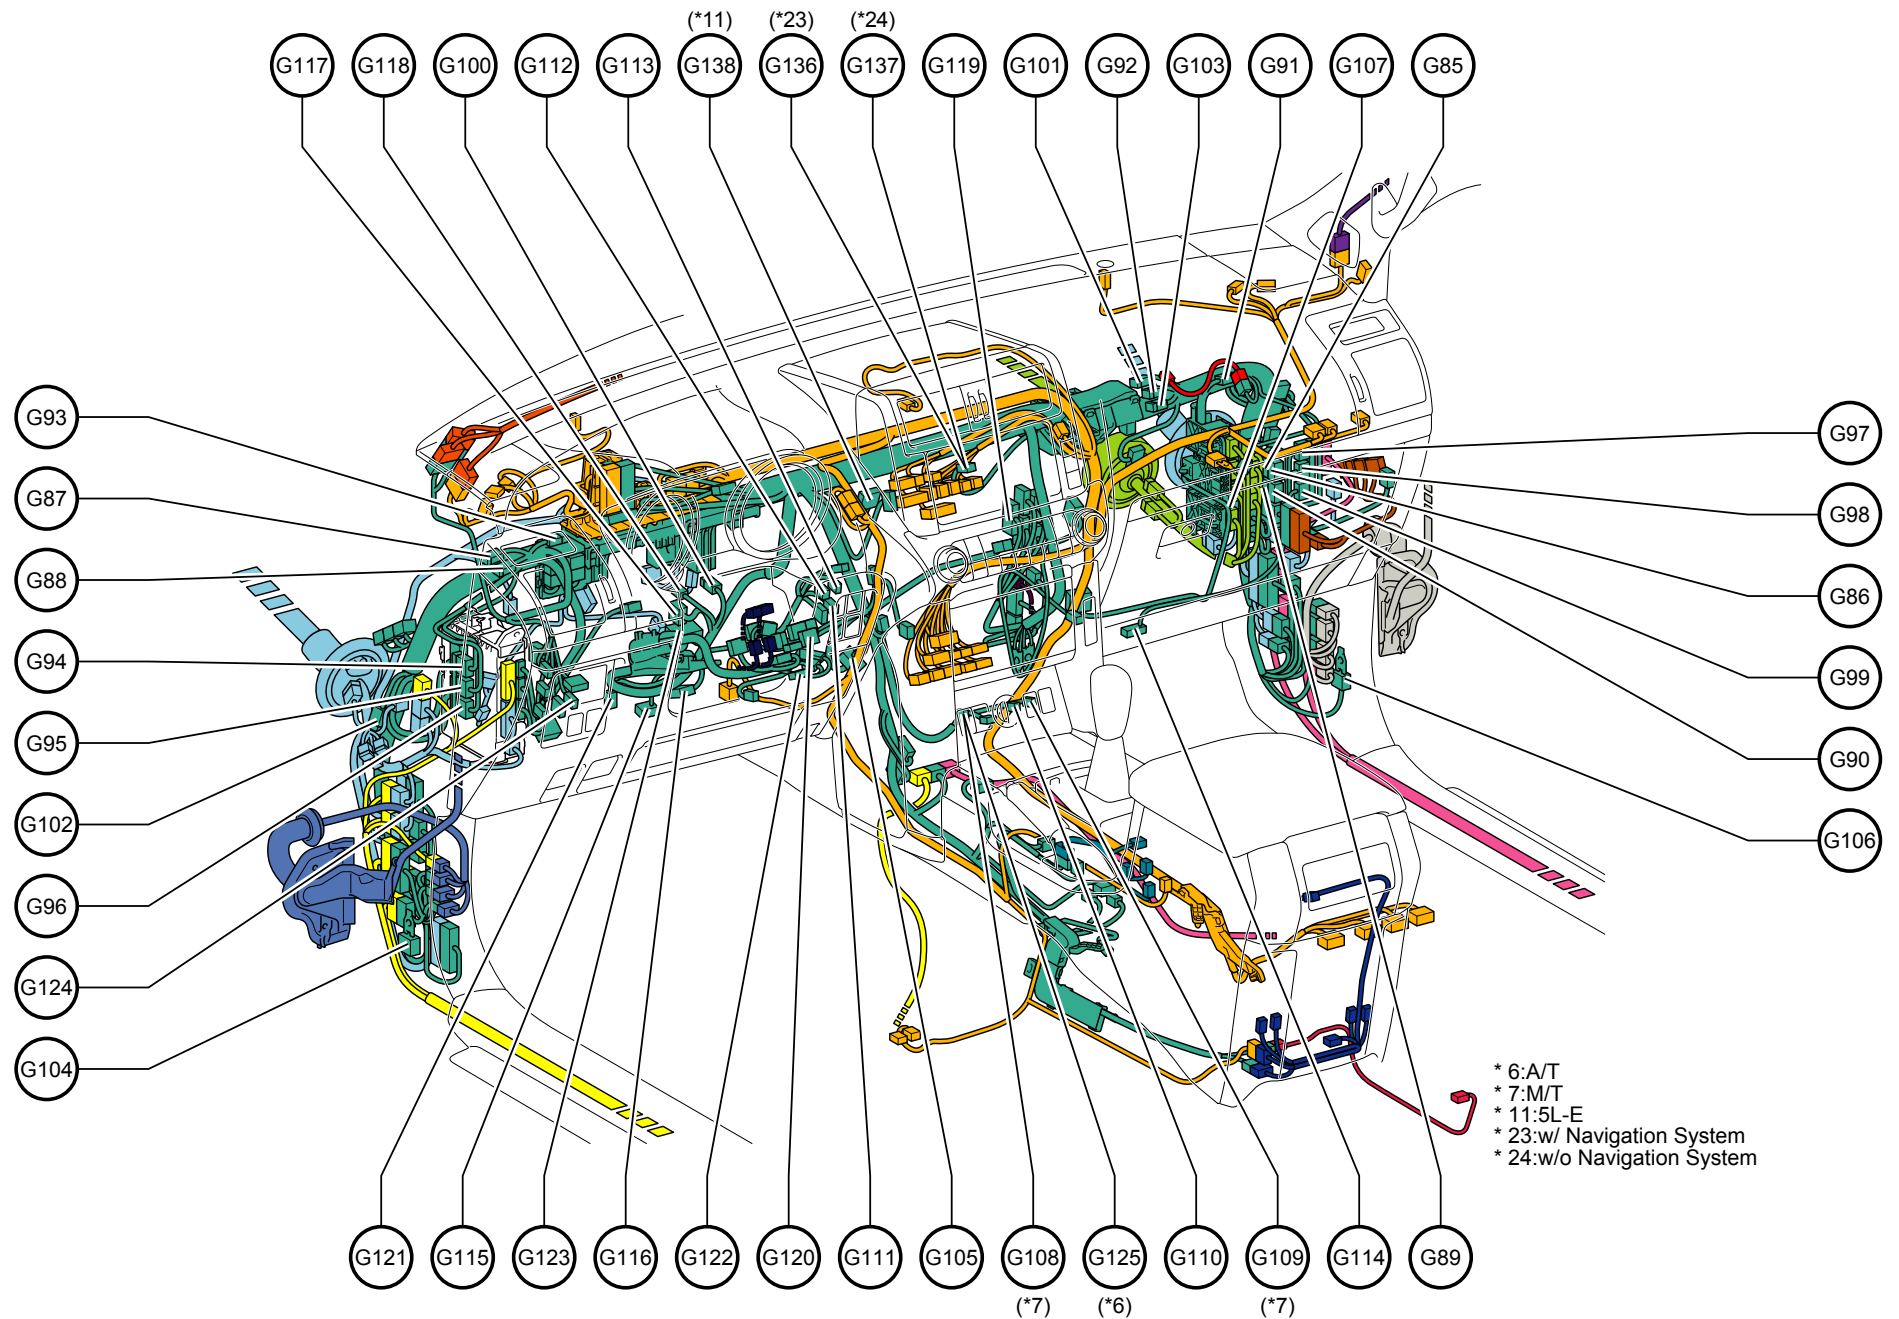 (*11) (*23) (*24)
G117 G118 G100 G112 G113 G138 G136 G137 G119 G101 G92 G103 G91 G107 G85
G93
G97
G87
G98
G88
G86
G94
G99
G95
G90
G102
G106
G96
G124
G104
* 6:A/T
* 7:M/T
* 11:5L-E
* 23:w/ Navigation System
* 24:w/o Navigation System
G121 G115 G123 G116 G122 G120 G111 G105 G108 G125 G110 G109 G114 G89
(*7) (*6) (*7)